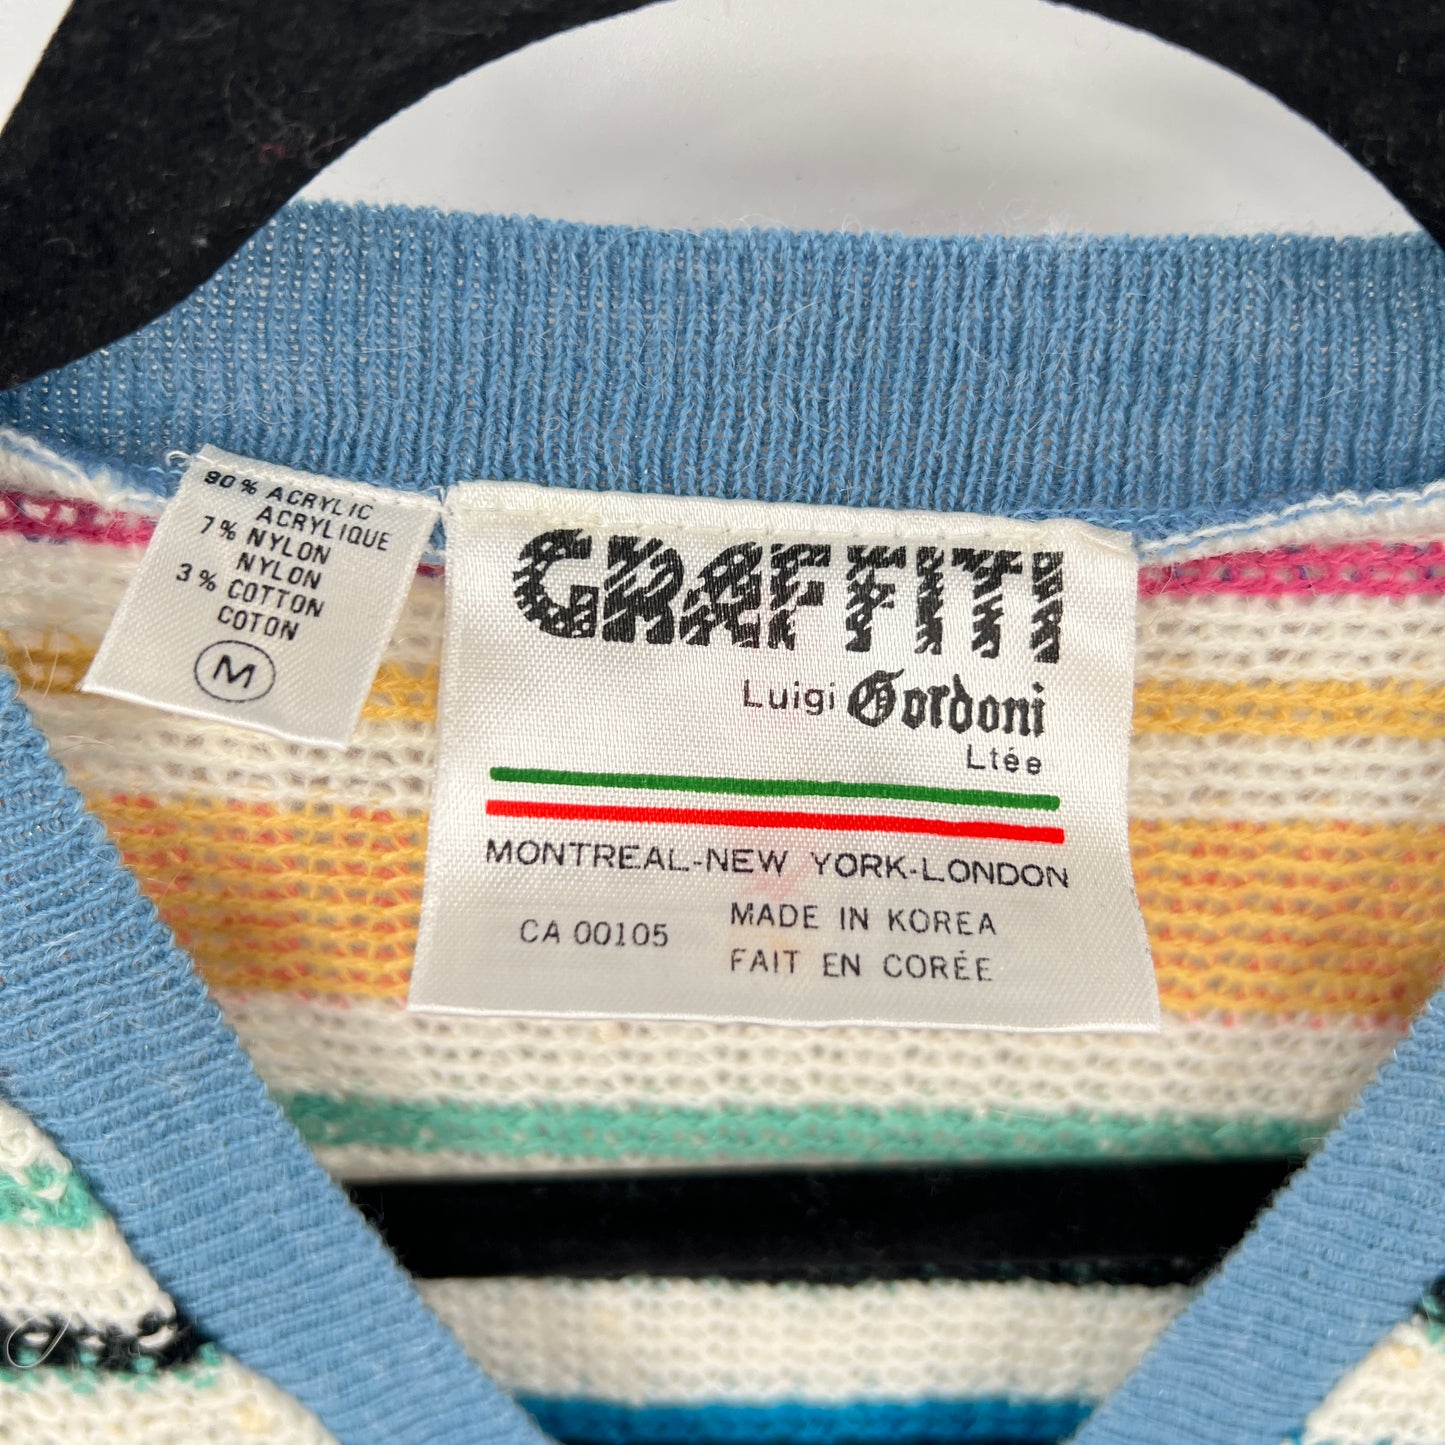 90% ACRYLIC
ACRYLIQUE
7% NYLON
NYLON
3% COTTON
COTON
M
GRAFFITI
Luigi Gordoni
Ltée
MONTREAL-NEW YORK-LONDON
CA 00105
MADE IN KOREA
FAIT EN CORÉE